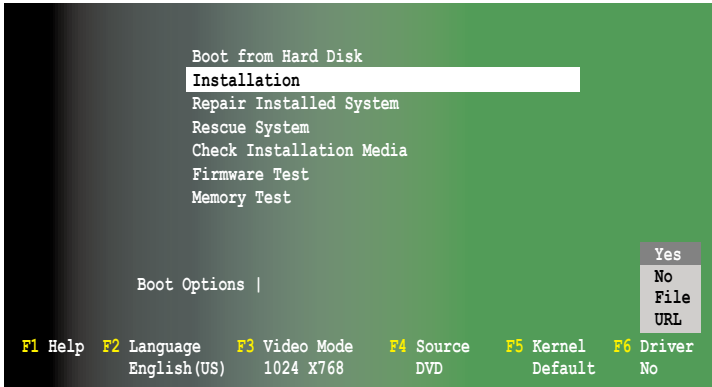 Boot from Hard Disk
Installation
Repair Installed System
Rescue System
Check Installation Media
Firmware Test
Memory Test
Yes
No
File
URL
Boot Options |
F1 Help F2 Language F3 Video Mode F4 Source F5 Kernel F6 Driver
English(US) 1024 X768 DVD Default No